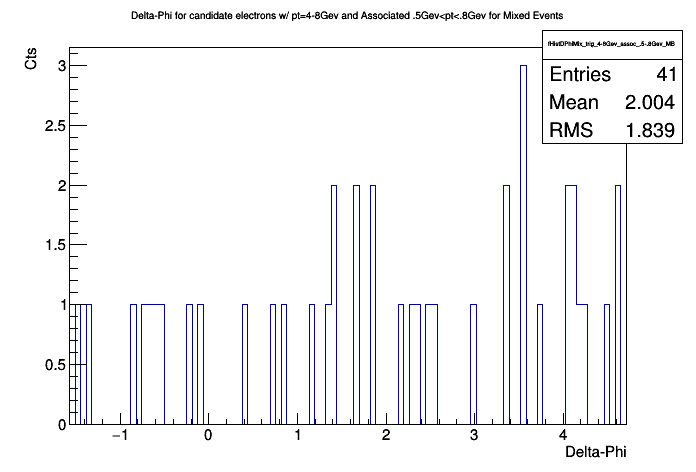 Delta-Phi for candidate electrons w/ pt=4-8Gev and Associated .5Gev<pt<.8Gev for Mixed Events
fHistDPhiMix_trig_4-8Gev_assoc_.5-.8Gev_MB
Entries 41
Mean 2.004
RMS 1.839
Cts
3
2.5
2
1.5
1
0.5
0
−1 0 1 2 3 4
Delta-Phi